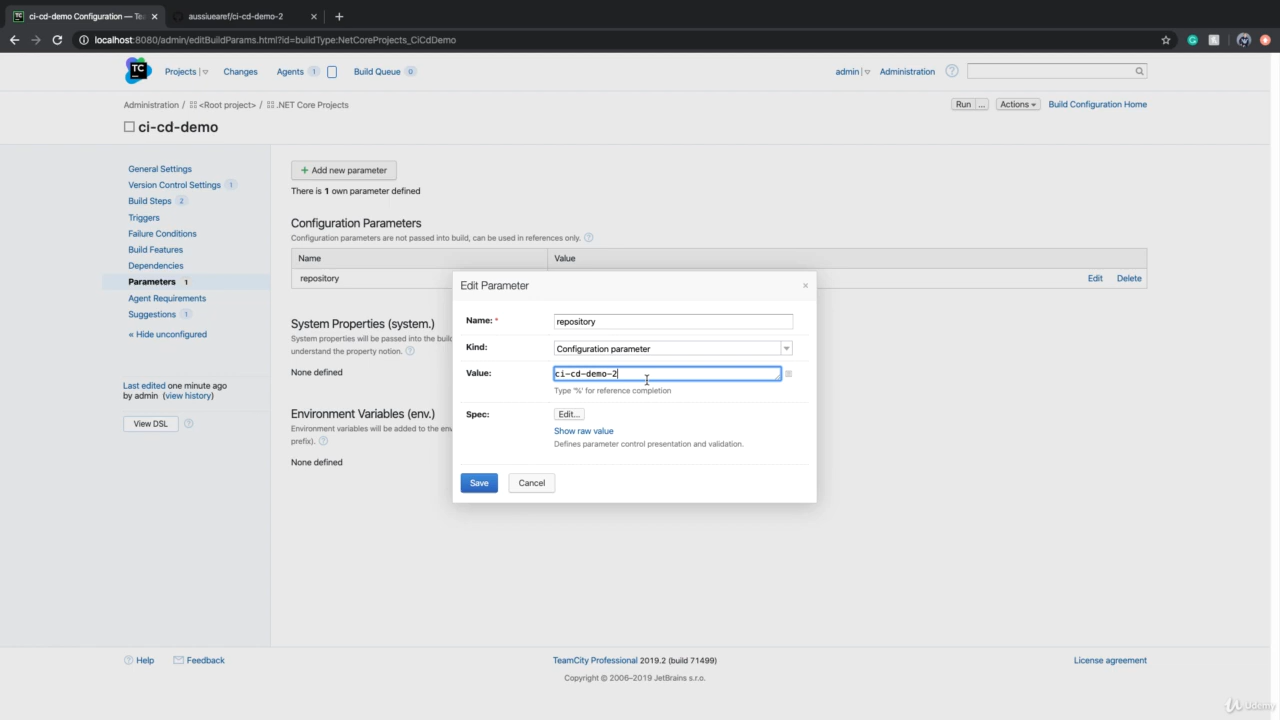 ci-cd-demo Configuration — Tea
aussiuearef/ci-cd-demo-2
localhost:8080/admin/editBuildParams.html?id=buildType:NetCoreProjects_CiCdDemo
TC
Projects
Changes
Agents 1
Build Queue 0
admin
Administration
Administration / <Root project> / .NET Core Projects
Run ...
Actions
Build Configuration Home
ci-cd-demo
General Settings
Version Control Settings 1
Build Steps 2
Triggers
Failure Conditions
Build Features
Dependencies
Parameters 1
Agent Requirements
Suggestions 1
« Hide unconfigured
Last edited one minute ago
by admin (view history)
View DSL
+ Add new parameter
There is 1 own parameter defined
Configuration Parameters
Configuration parameters are not passed into build, can be used in references only.
Name
Value
repository
Edit
Delete
System Properties (system.)
System properties will be passed into the buil
understand the property notion.
None defined
Environment Variables (env.)
Environment variables will be added to the env
prefix).
None defined
Edit Parameter
×
Name: *
repository
Kind:
Configuration parameter
Value:
ci-cd-demo-2
Type '%' for reference completion
Spec:
Edit...
Show raw value
Defines parameter control presentation and validation.
Save
Cancel
Help
Feedback
TeamCity Professional 2019.2 (build 71499)
License agreement
Copyright © 2006–2019 JetBrains s.r.o.
Udemy